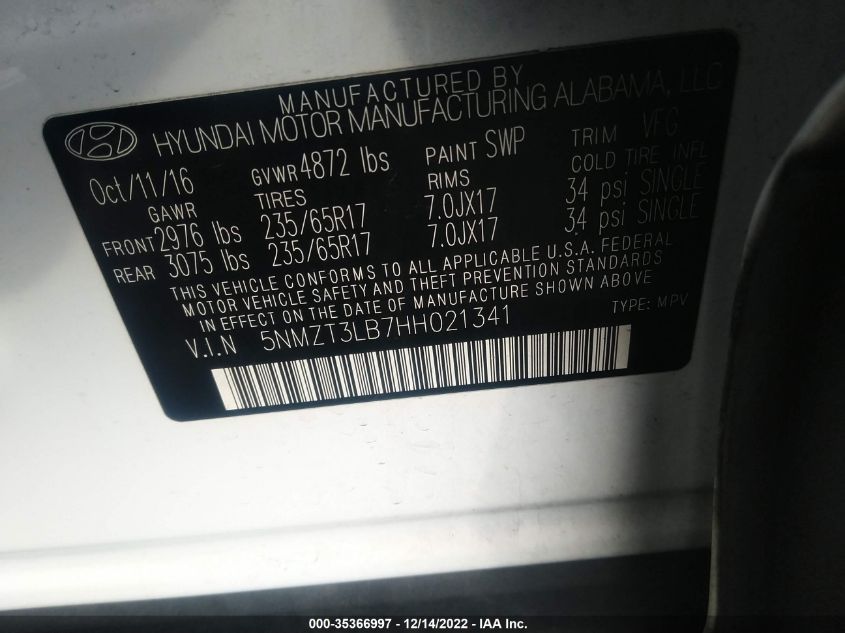 MANUFACTURED BY
HYUNDAI MOTOR MANUFACTURING ALABAMA, LLC
Oct/11/16 GVWR 4872 lbs PAINT SWP TRIM VFG
GAWR TIRES RIMS COLD TIRE INFL
FRONT 2976 lbs 235/65R17 7.0JX17 34 psi SINGLE
REAR 3075 lbs 235/65R17 7.0JX17 34 psi SINGLE
THIS VEHICLE CONFORMS TO ALL APPLICABLE U.S.A. FEDERAL
MOTOR VEHICLE SAFETY AND THEFT PREVENTION STANDARDS
IN EFFECT ON THE DATE OF MANUFACTURE SHOWN ABOVE
V.I.N 5NMZT3LB7HH021341 TYPE: MPV
000-35366997 - 12/14/2022 - IAA Inc.